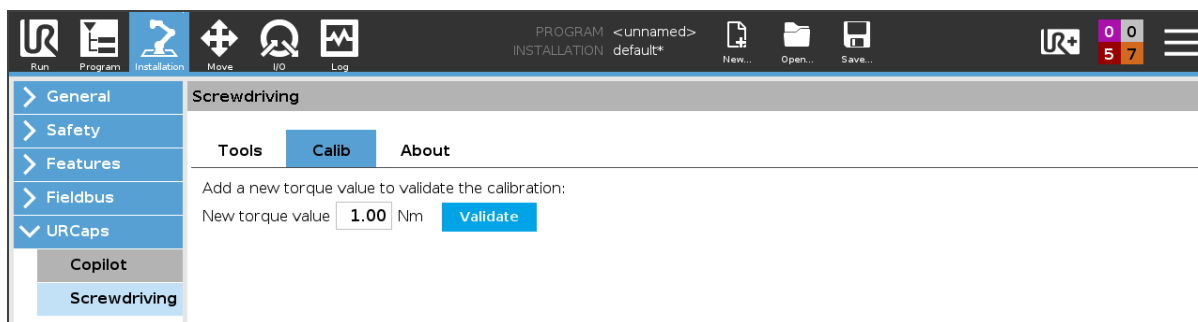 PROGRAM <unnamed>
INSTALLATION default*
UR Run Program Installation Move I/O Log New... Open... Save... UR+ 0 0
5 7
General
Safety
Features
Fieldbus
URCaps
Copilot
Screwdriving
Screwdriving
Tools Calib About
Add a new torque value to validate the calibration:
New torque value 1.00 Nm Validate